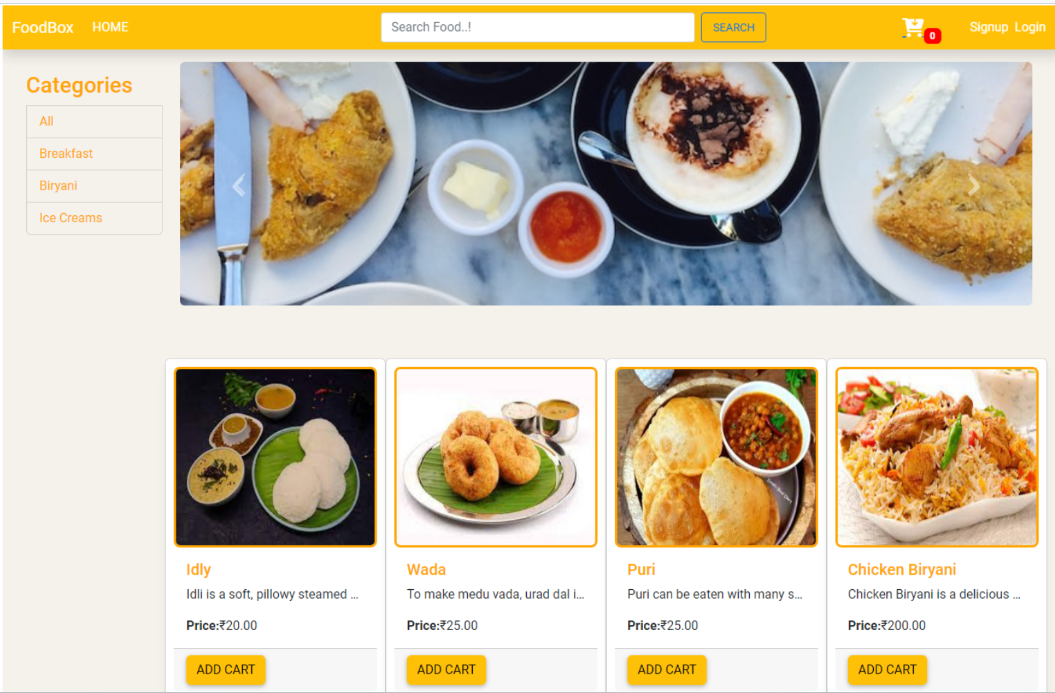 FoodBox HOME Search Food..! SEARCH 0 Signup Login
Categories
All
Breakfast
Biryani
Ice Creams
Idly
Idli is a soft, pillowy steamed ...
Price:₹20.00
ADD CART
Wada
To make medu vada, urad dal i...
Price:₹25.00
ADD CART
Puri
Puri can be eaten with many s...
Price:₹25.00
ADD CART
Chicken Biryani
Chicken Biryani is a delicious ...
Price:₹200.00
ADD CART